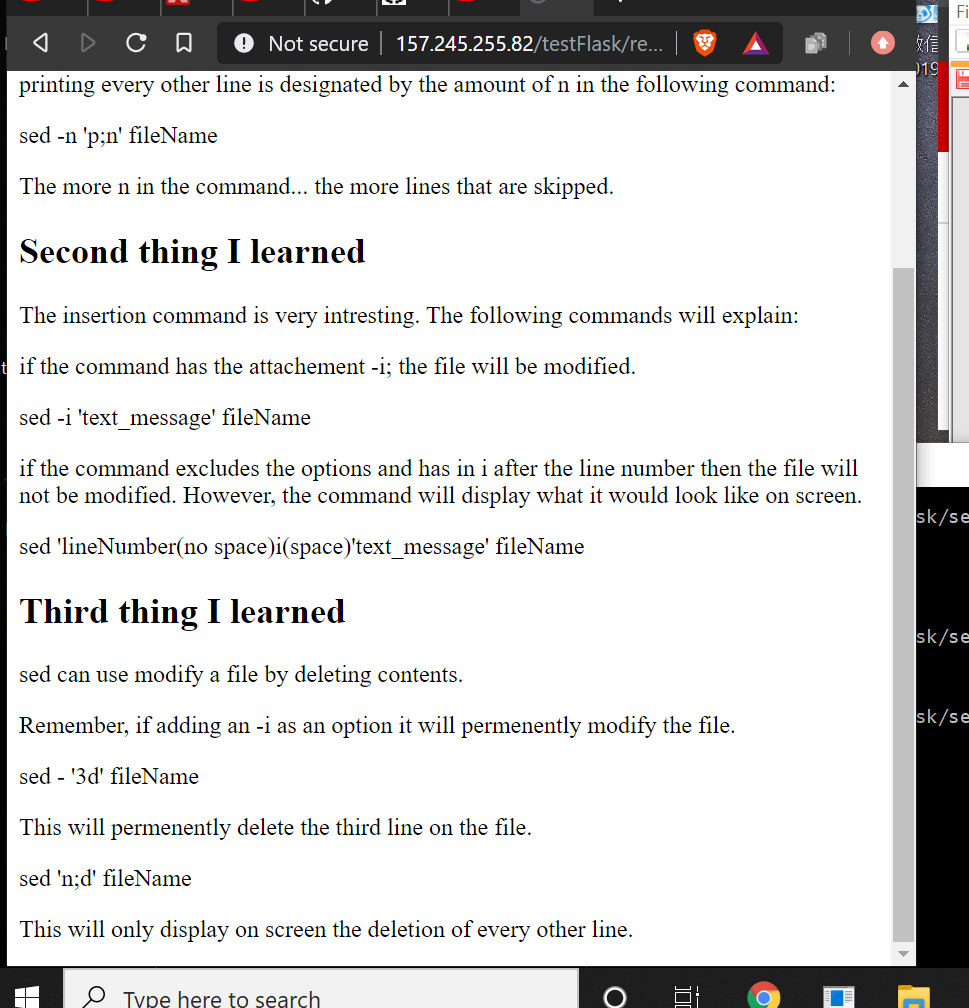 Not secure
157.245.255.82/testFlask/re...
printing every other line is designated by the amount of n in the following command:
sed -n 'p;n' fileName
The more n in the command... the more lines that are skipped.
Second thing I learned
The insertion command is very intresting. The following commands will explain:
if the command has the attachement -i; the file will be modified.
sed -i 'text_message' fileName
if the command excludes the options and has in i after the line number then the file will
not be modified. However, the command will display what it would look like on screen.
sed 'lineNumber(no space)i(space)'text_message' fileName
Third thing I learned
sed can use modify a file by deleting contents.
Remember, if adding an -i as an option it will permenently modify the file.
sed - '3d' fileName
This will permenently delete the third line on the file.
sed 'n;d' fileName
This will only display on screen the deletion of every other line.
Fi
微信
019
sk/se
sk/se
sk/se
Type here to search